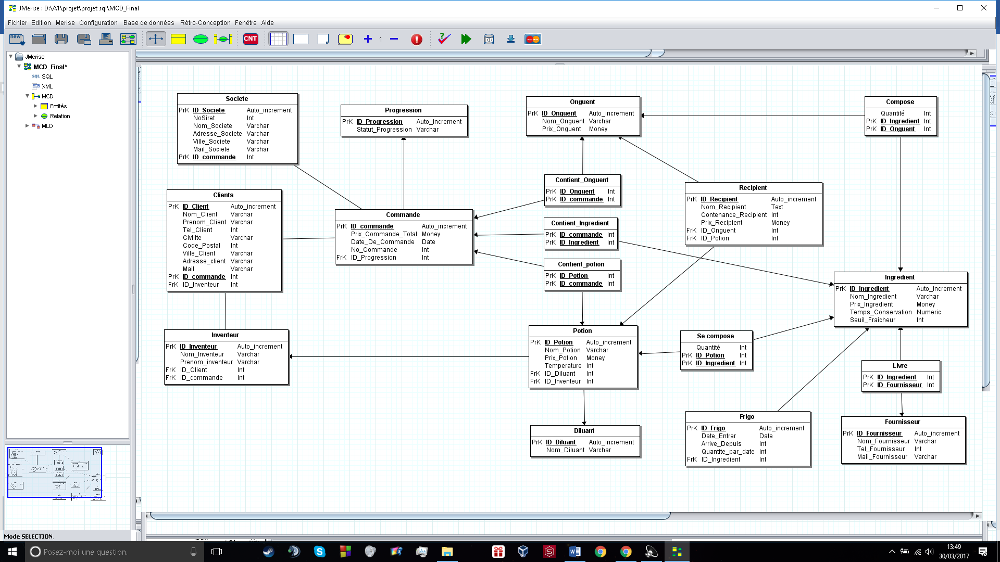 JMerise : D:\A1\projet\projet sql\MCD_Final
Fichier Edition Merise Configuration Base de données Rétro-Conception Fenêtre Aide
new
CNT
1
DB
JMerise
MCD_Final*
SQL SQL
XML
MCD
Entités
Relation
MLD
Mode SELECTION
Societe
PrK ID_Societe Auto_increment
NoSiret Int
Nom_Societe Varchar
Adresse_Societe Varchar
Ville_Societe Varchar
Mail_Societe Varchar
PrK ID_commande Int
Progression
PrK ID_Progression Auto_increment
Statut_Progression Varchar
Onguent
PrK ID_Onguent Auto_increment
Nom_Onguent Varchar
Prix_Onguent Money
Compose
Quantité Int
PrK ID_Ingredient Int
PrK ID_Onguent Int
Clients
PrK ID_Client Auto_increment
Nom_Client Varchar
Prenom_Client Varchar
Tel_Client Int
Civilite Varchar
Code_Postal Int
Ville_Client Varchar
Adresse_client Varchar
Mail Varchar
PrK ID_commande Int
FrK ID_Inventeur Int
Commande
PrK ID_commande Auto_increment
Prix_Commande_Total Money
Date_De_Commande Date
No_Commande Int
FrK ID_Progression Int
Contient_Onguent
PrK ID_Onguent Int
PrK ID_commande Int
Contient_Ingredient
PrK ID_commande Int
PrK ID_Ingredient Int
Contient_potion
PrK ID_Potion Int
PrK ID_commande Int
Recipient
PrK ID_Recipient Auto_increment
Nom_Recipient Text
Contenance_Recipient Int
Prix_Recipient Money
FrK ID_Onguent Int
FrK ID_Potion Int
Ingredient
PrK ID_Ingredient Auto_increment
Nom_Ingredient Varchar
Prix_Ingredient Money
Temps_Conservation Numeric
Seuil_Fraicheur Int
Inventeur
PrK ID_Inventeur Auto_increment
Nom_Inventeur Varchar
Prenom_inventeur Varchar
FrK ID_Client Int
FrK ID_commande Int
Potion
PrK ID_Potion Auto_increment
Nom_Potion Varchar
Prix_Potion Money
Temperature Int
FrK ID_Diluant Int
FrK ID_Inventeur Int
Se compose
Quantité Int
PrK ID_Potion Int
PrK ID_Ingredient Int
Livre
PrK ID_Ingredient Int
PrK ID_Fournisseur Int
Diluant
PrK ID_Diluant Auto_increment
Nom_Diluant Varchar
Frigo
PrK ID_Frigo Auto_increment
Date_Entrer Date
Arrive_Depuis Int
Quantite_par_date Int
FrK ID_Ingredient Int
Fournisseur
PrK ID_Fournisseur Auto_increment
Nom_Fournisseur Varchar
Tel_Fournisseur Int
Mail_Fournisseur Varchar
Posez-moi une question.
13:49
30/03/2017